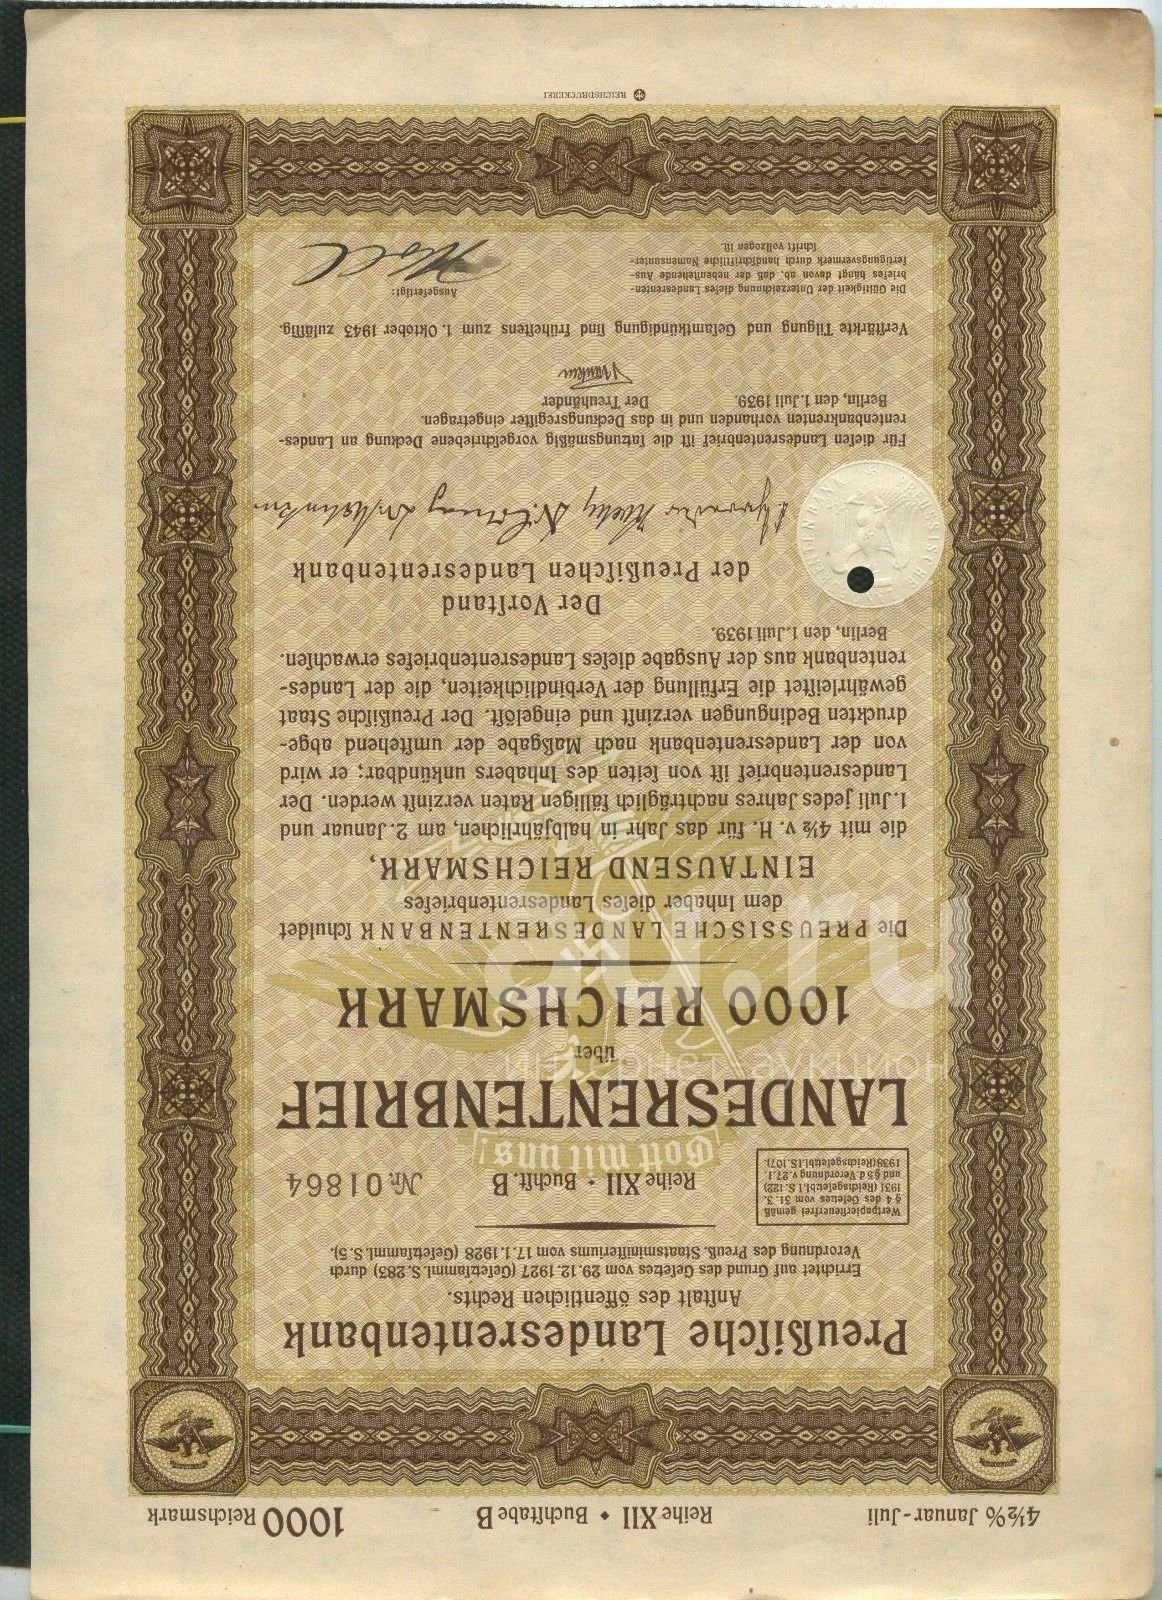 4½% Januar-Juli
Reihe XII • Buchſtabe B
1000 Reichsmark
Preußiſche Landesrentenbank
Anſtalt des öffentlichen Rechts.
Errichtet auf Grund des Geſetzes vom 29. 12. 1927 (Geſetzſamml. S. 283) durch
Verordnung des Preuß. Staatsminiſteriums vom 17. 1. 1928 (Geſetzſamml. S. 5).
Wertpapierſteuerfrei gemäß
§ 4 des Geſetzes vom 31. 3.
1931 (Reichsgeſetzbl. I S. 122)
und § 5 d. Verordnung v. 27. 1.
1938 (Reichsgeſetzbl. I S. 107).
Reihe XII • Buchſt. B
Nr. 01864
Gott mit uns!
LANDESRENTENBRIEF
über
1000 REICHSMARK
Die PREUSSISCHE LANDESRENTENBANK ſchuldet
dem Inhaber dieſes Landesrentenbriefes
EINTAUSEND REICHSMARK,
die mit 4½ v. H. für das Jahr in halbjährlichen, am 2. Januar und
1. Juli jedes Jahres nachträglich fälligen Raten verzinſt werden. Der
Landesrentenbrief iſt von ſeiten des Inhabers unkündbar; er wird
von der Landesrentenbank nach Maßgabe der umſtehend abge-
druckten Bedingungen verzinſt und eingelöſt. Der Preußiſche Staat
gewährleiſtet die Erfüllung der Verbindlichkeiten, die der Landes-
rentenbank aus der Ausgabe dieſes Landesrentenbriefes erwachſen.
Berlin, den 1. Juli 1939.
Der Vorſtand
der Preußiſchen Landesrentenbank
PREUSSISCHE LANDESRENTENBANK
Für dieſen Landesrentenbrief iſt die ſatzungsmäßig vorgeſchriebene Deckung an Landes-
rentenbankrenten vorhanden und in das Deckungsregiſter eingetragen.
Berlin, den 1. Juli 1939.
Der Treuhänder
Verſtärkte Tilgung und Geſamtkündigung ſind früheſtens zum 1. Oktober 1943 zuläſſig.
Die Gültigkeit der Unterzeichnung dieſes Landesrenten-
briefes hängt davon ab, daß der nebenſtehende Aus-
fertigungsvermerk durch handſchriftliche Namensunter-
ſchrift vollzogen iſt.
Ausgefertigt:
REICHSDRUCKEREI
au.ru
интернет аукцион